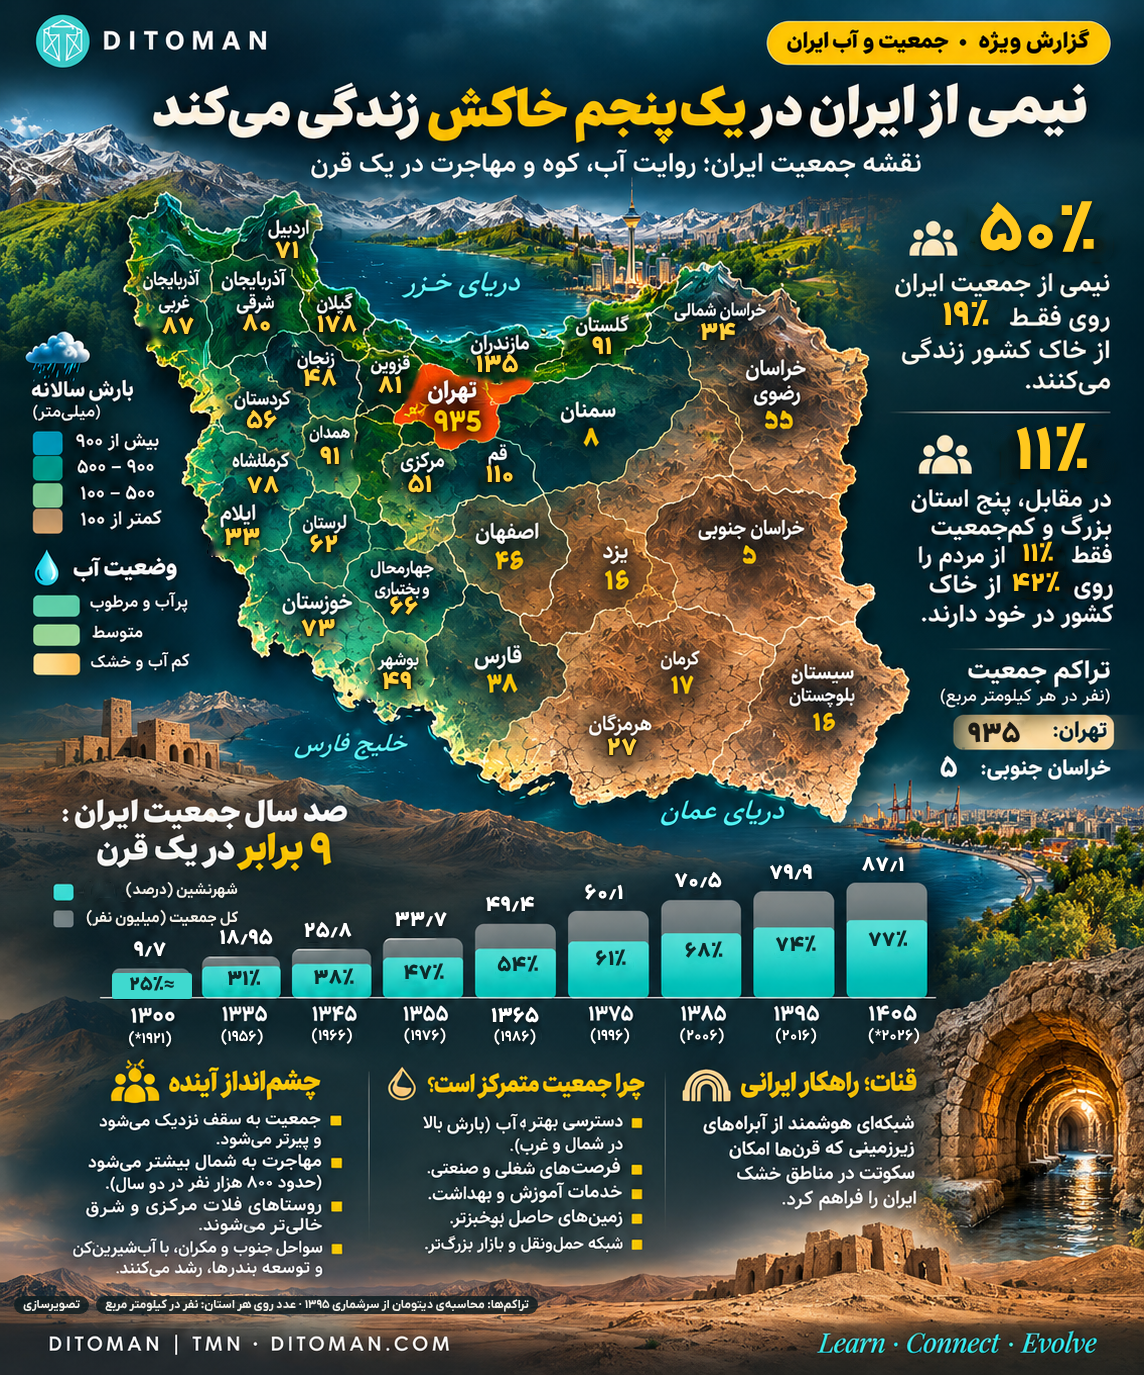 DITOMAN
گزارش ویژه • جمعیت و آب ایران
نیمی از ایران در یک‌پنجم خاکش زندگی می‌کند
نقشه جمعیت ایران؛ روایت آب، کوه و مهاجرت در یک قرن
۵۰٪
نیمی از جمعیت ایران
روی فقط ۱۹٪
از خاک کشور زندگی
می‌کنند.
۱۱٪
در مقابل، پنج استان
بزرگ و کم‌جمعیت
فقط ۱۱٪ از مردم را
روی ۴۲٪ از خاک
کشور در خود دارند.
تراکم جمعیت
(نفر در هر کیلومتر مربع)
تهران: ۹۳۵
خراسان جنوبی: ۵
اردبیل
۷۱
آذربایجان
شرقی
۸۰
آذربایجان
غربی
۸۷
گیلان
۱۷۸
دریای خزر
مازندران
۱۳۵
گلستان
۹۱
خراسان شمالی
۳۴
خراسان
رضوی
۵۵
زنجان
۴۸
قزوین
۸۱
تهران
935
سمنان
۸
کردستان
۵۶
همدان
۹۱
مرکزی
۵۱
قم
۱۱۰
کرمانشاه
۷۸
ایلام
۳۳
لرستان
۶۲
اصفهان
۴۶
یزد
۱۶
خراسان جنوبی
۵
چهارمحال
و بختیاری
۶۶
خوزستان
۷۳
بوشهر
۴۹
فارس
۳۸
کرمان
۱۷
سیستان
بلوچستان
۱۶
هرمزگان
۲۷
خلیج فارس
دریای عمان
بارش سالانه
(میلی‌متر)
بیش از ۹۰۰
۵۰۰ – ۹۰۰
۱۰۰ – ۵۰۰
کمتر از ۱۰۰
وضعیت آب
پرآب و مرطوب
متوسط
کم آب و خشک
صد سال جمعیت ایران :
۹ برابر در یک قرن
شهرنشین (درصد)
کل جمعیت (میلیون نفر)
۹٫۷
۱۸٫۹۵
۲۵٫۸
۳۳٫۷
۴۹٫۴
۶۰٫۱
۷۰٫۵
۷۹٫۹
۸۷٫۱
≈۲۵٪
۳۱٪
۳۸٪
۴۷٪
۵۴٪
۶۱٪
۶۸٪
۷۴٪
۷۷٪
۱۳۰۰
۱۳۳۵
۱۳۴۵
۱۳۵۵
۱۳۶۵
۱۳۷۵
۱۳۸۵
۱۳۹۵
۱۴۰۵
(*۱۹۲۱)
(۱۹۵۶)
(۱۹۶۶)
(۱۹۷۶)
(۱۹۸۶)
(۱۹۹۶)
(۲۰۰۶)
(۲۰۱۶)
(*۲۰۲۶)
قنات؛ راهکار ایرانی
شبکه‌ای هوشمند از آبراه‌های
زیرزمینی که قرن‌ها امکان
سکوتت در مناطق خشک
ایران را فراهم کرد.
چرا جمعیت متمرکز است؟
دسترسی بهتر آب (بارش بالا
در شمال و غرب).
فرصت‌های شغلی و صنعتی.
خدمات آموزش و بهداشت.
زمین‌های حاصل
شبکه حمل‌ونقل و بازار بزرگ‌تر.
چشم‌انداز آینده
جمعیت به سقف نزدیک می‌شود
و پیرتر می‌شود.
مهاجرت به شمال بیشتر می‌شود
(حدود ۸۰۰ هزار نفر در دو سال).
روستاهای فلات مرکزی و شرق
خالی‌تر می‌شوند.
سواحل جنوب و مکران، با آب‌شیرین‌کن
و توسعه بندرها، رشد می‌کنند.
تراکم‌ها: محاسبه‌ی دیتومان از سرشماری ۱۳۹۵ · عدد روی هر استان: نفر در کیلومتر مربع
تصویرسازی
DITOMAN | TMN · DITOMAN.COM
Learn · Connect · Evolve